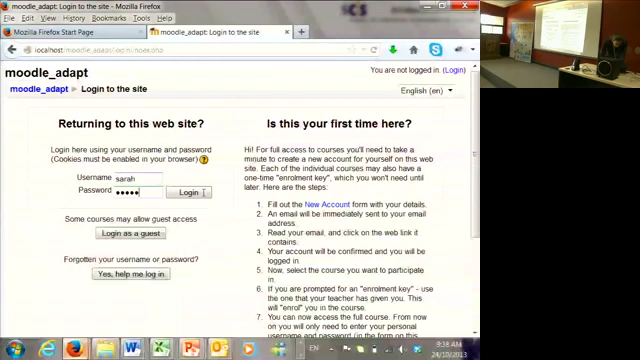 moodle_adapt: Login to the site - Mozilla Firefox
File Edit View History Bookmarks Tools Help
Mozilla Firefox Start Page
moodle_adapt: Login to the site
localhost/moodle_adapt/login/index.php
moodle_adapt
You are not logged in. (Login)
moodle_adapt ► Login to the site
English (en)
Returning to this web site?
Login here using your username and password
(Cookies must be enabled in your browser)
Username sarah
Password •••••
Login
Some courses may allow guest access
Login as a guest
Forgotten your username or password?
Yes, help me log in
Is this your first time here?
Hi! For full access to courses you'll need to take a
minute to create a new account for yourself on this web
site. Each of the individual courses may also have a
one-time "enrolment key", which you won't need until
later. Here are the steps:
1. Fill out the New Account form with your details.
2. An email will be immediately sent to your email
address.
3. Read your email, and click on the web link it
contains.
4. Your account will be confirmed and you will be
logged in.
5. Now, select the course you want to participate
in.
6. If you are prompted for an "enrolment key" - use
the one that your teacher has given you. This
will "enrol" you in the course.
7. You can now access the full course. From now
on you will only need to enter your personal
username and password (in the form on this
EN
9:38 AM
24/10/2013